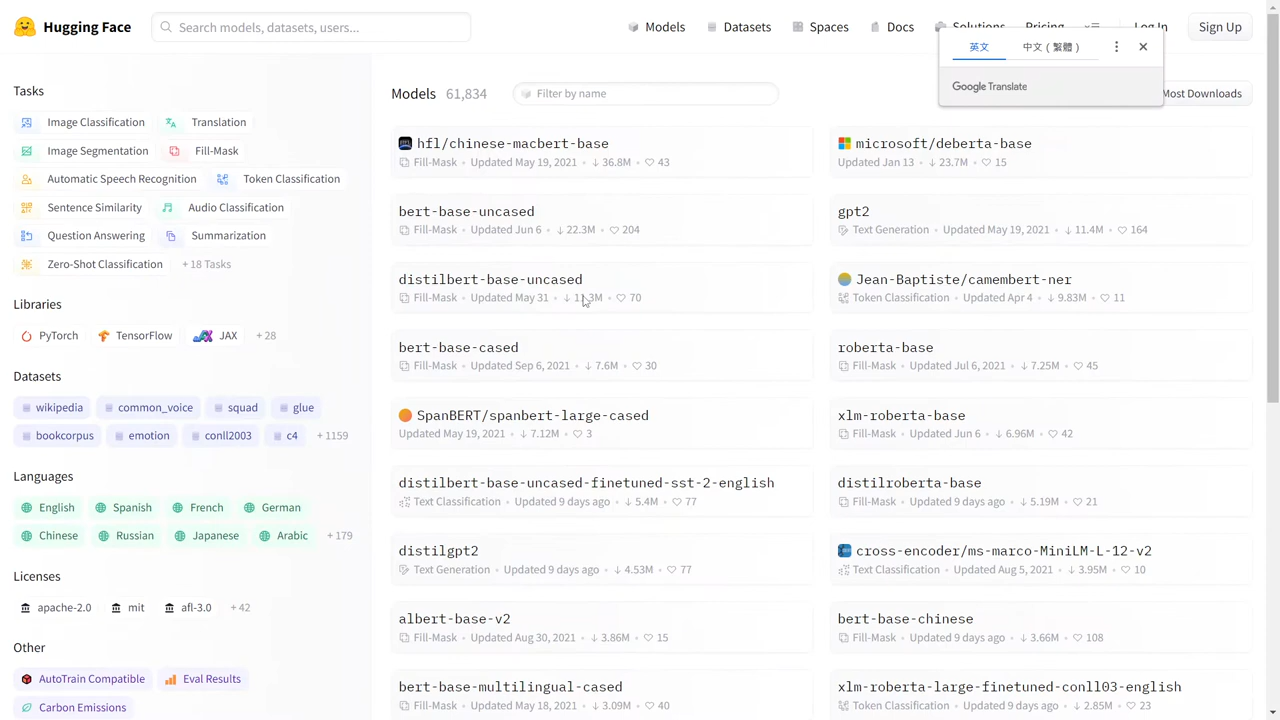 Hugging Face
Search models, datasets, users...
Models
Datasets
Spaces
Docs
Solutions
Pricing
Log In
Sign Up
英文
中文（繁體）
Google Translate
Tasks
Image Classification
Translation
Image Segmentation
Fill-Mask
Automatic Speech Recognition
Token Classification
Sentence Similarity
Audio Classification
Question Answering
Summarization
Zero-Shot Classification
+ 18 Tasks
Libraries
PyTorch
TensorFlow
JAX
+ 28
Datasets
wikipedia
common_voice
squad
glue
bookcorpus
emotion
conll2003
c4
+ 1159
Languages
English
Spanish
French
German
Chinese
Russian
Japanese
Arabic
+ 179
Licenses
apache-2.0
mit
afl-3.0
+ 42
Other
AutoTrain Compatible
Eval Results
Carbon Emissions
Models 61,834
Filter by name
Most Downloads
hfl/chinese-macbert-base
Fill-Mask • Updated May 19, 2021 • ↓ 36.8M • ♡ 43
microsoft/deberta-base
Updated Jan 13 • ↓ 23.7M • ♡ 15
bert-base-uncased
Fill-Mask • Updated Jun 6 • ↓ 22.3M • ♡ 204
gpt2
Text Generation • Updated May 19, 2021 • ↓ 11.4M • ♡ 164
distilbert-base-uncased
Fill-Mask • Updated May 31 • ♡ 70
Jean-Baptiste/camembert-ner
Token Classification • Updated Apr 4 • ↓ 9.83M • ♡ 11
bert-base-cased
Fill-Mask • Updated Sep 6, 2021 • ↓ 7.6M • ♡ 30
roberta-base
Fill-Mask • Updated Jul 6, 2021 • ↓ 7.25M • ♡ 45
SpanBERT/spanbert-large-cased
Updated May 19, 2021 • ↓ 7.12M • ♡ 3
xlm-roberta-base
Fill-Mask • Updated Jun 6 • ↓ 6.96M • ♡ 42
distilbert-base-uncased-finetuned-sst-2-english
Text Classification • Updated 9 days ago • ↓ 5.4M • ♡ 77
distilroberta-base
Fill-Mask • Updated 9 days ago • ↓ 5.19M • ♡ 21
distilgpt2
Text Generation • Updated 9 days ago • ↓ 4.53M • ♡ 77
cross-encoder/ms-marco-MiniLM-L-12-v2
Text Classification • Updated Aug 5, 2021 • ↓ 3.95M • ♡ 10
albert-base-v2
Fill-Mask • Updated Aug 30, 2021 • ↓ 3.86M • ♡ 15
bert-base-chinese
Fill-Mask • Updated 9 days ago • ↓ 3.66M • ♡ 108
bert-base-multilingual-cased
Fill-Mask • Updated May 18, 2021 • ↓ 3.09M • ♡ 40
xlm-roberta-large-finetuned-conll03-english
Token Classification • Updated 9 days ago • ↓ 2.85M • ♡ 23